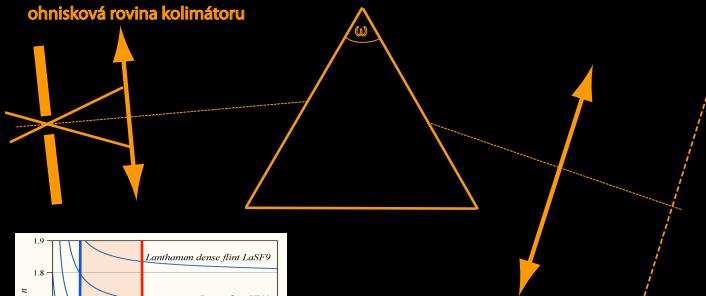 ohnisková rovina kolimátoru
ω
1.9
Lanthanum dense flint LaSF9
1.8
n